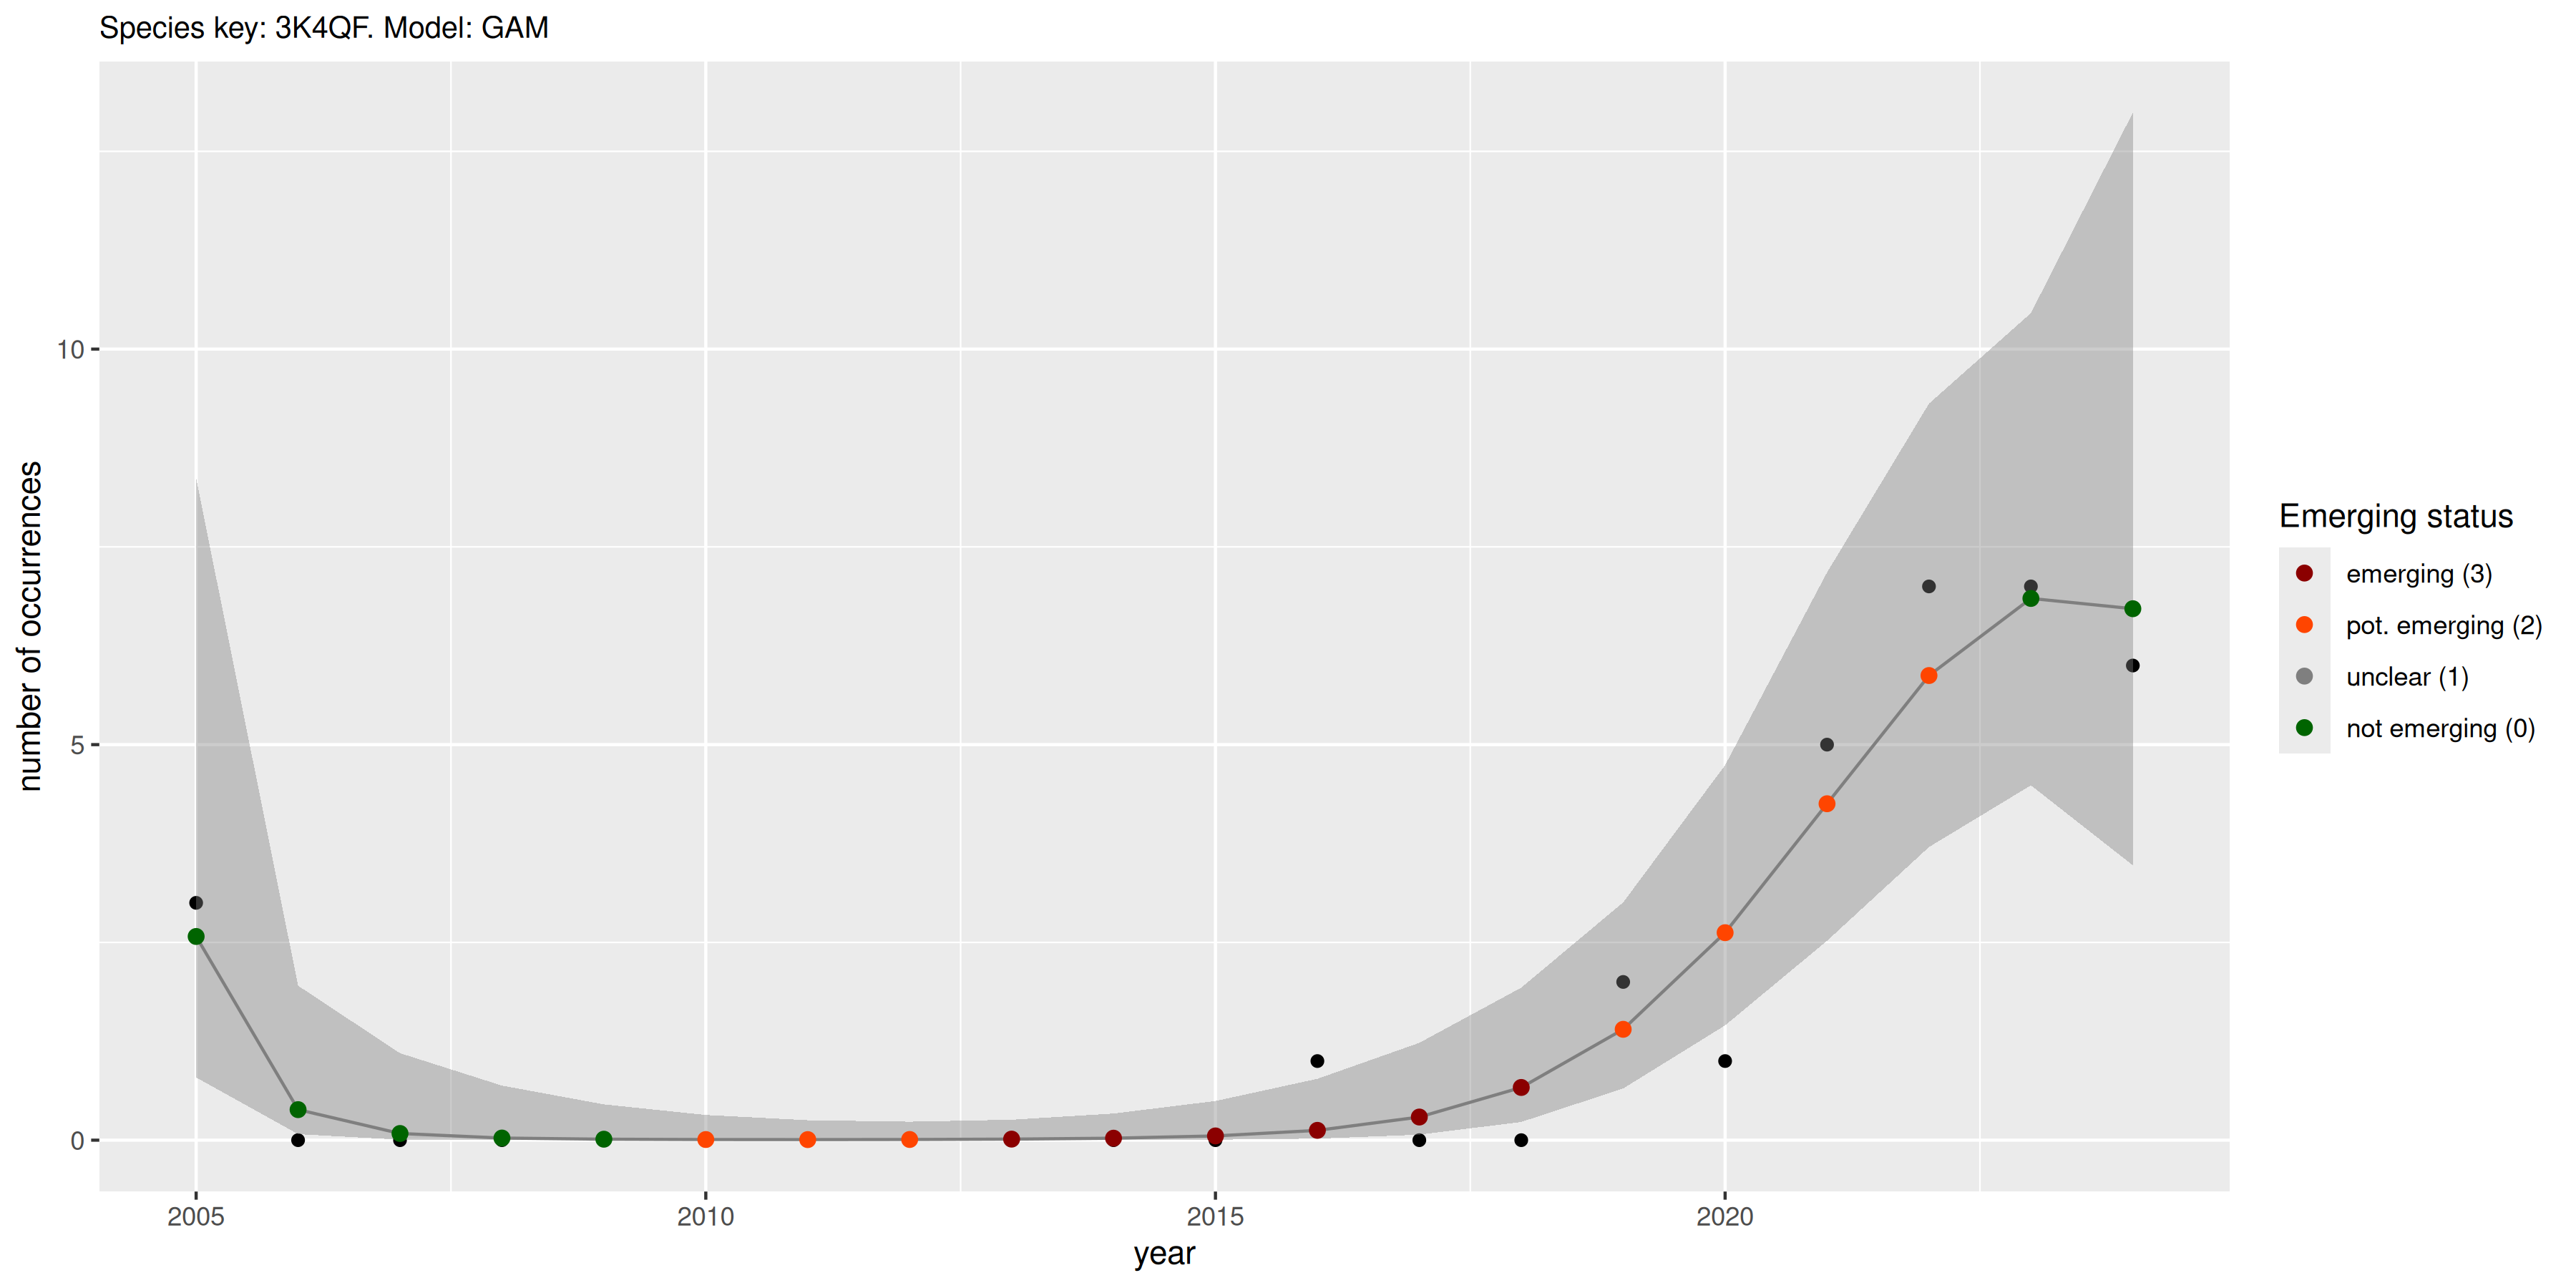 Species key: 3K4QF. Model: GAM
number of occurrences
10
5
0
2005
2010
2015
2020
year
Emerging status
emerging (3)
pot. emerging (2)
unclear (1)
not emerging (0)